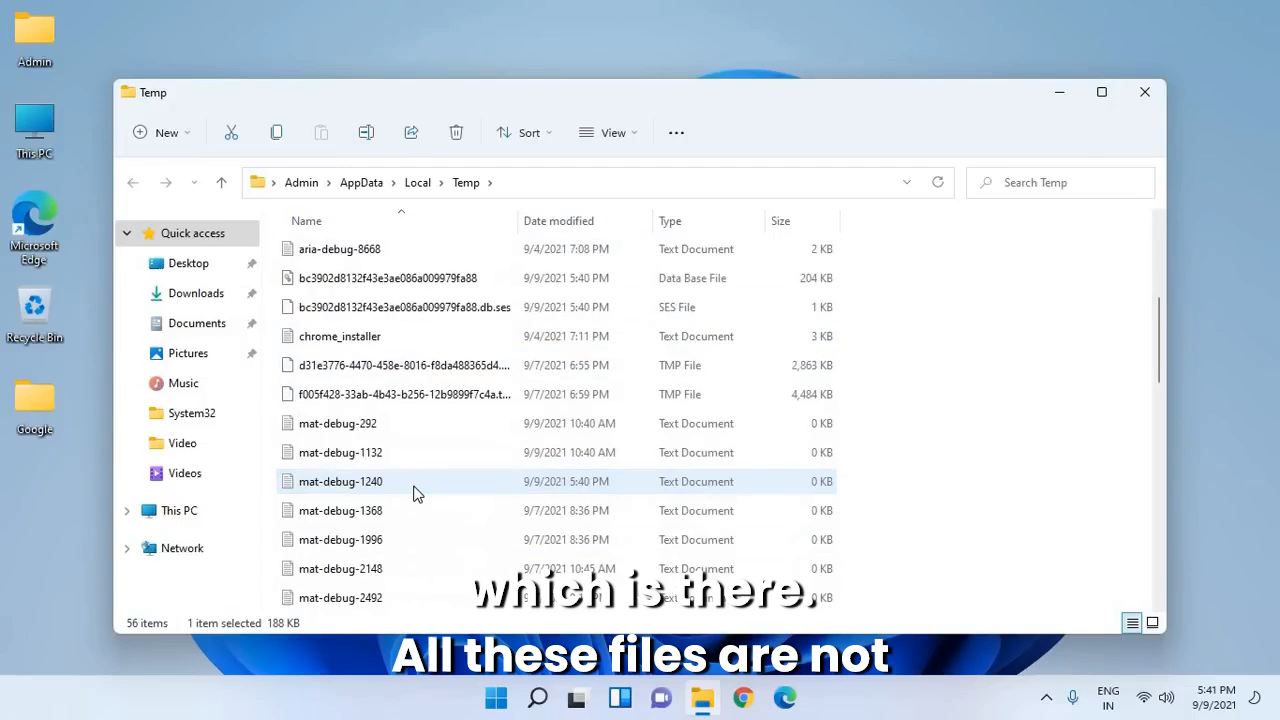 Admin
This PC
Microsoft
Edge
Recycle Bin
Google
Temp
New
Sort
View
Admin
AppData
Local
Temp
Search Temp
Quick access
Desktop
Downloads
Documents
Pictures
Music
System32
Video
Videos
This PC
Network
Name Date modified Type Size
aria-debug-8668 9/4/2021 7:08 PM Text Document 2 KB
bc3902d8132f43e3ae086a009979fa88 9/9/2021 5:40 PM Data Base File 204 KB
bc3902d8132f43e3ae086a009979fa88.db.ses 9/9/2021 5:40 PM SES File 1 KB
chrome_installer 9/4/2021 7:11 PM Text Document 3 KB
d31e3776-4470-458e-8016-f8da488365d4.... 9/7/2021 6:55 PM TMP File 2,863 KB
f005f428-33ab-4b43-b256-12b9899f7c4a.t... 9/7/2021 6:59 PM TMP File 4,484 KB
mat-debug-292 9/9/2021 10:40 AM Text Document 0 KB
mat-debug-1132 9/9/2021 10:40 AM Text Document 0 KB
mat-debug-1240 9/9/2021 5:40 PM Text Document 0 KB
mat-debug-1368 9/7/2021 8:36 PM Text Document 0 KB
mat-debug-1996 9/7/2021 8:36 PM Text Document 0 KB
mat-debug-2148 9/7/2021 10:45 AM Text Document 0 KB
mat-debug-2492 Text Document 0 KB
56 items 1 item selected 188 KB
which is there.
All these files are not
ENG
IN
5:41 PM
9/9/2021